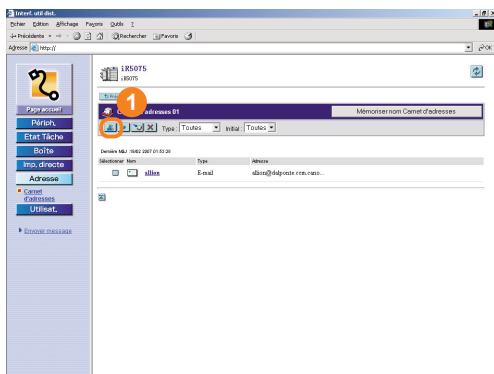 Interf. util dist.
Fichier Edition Affichage Favoris Outils ?
Précédente Rechercher Favoris
Adresse http:// OK
iR5075
iR5075
Page accueil
Périph.
Etat Tâche
Boîte
Imp. directe
Adresse
Carnet d'adresses
Utilisat.
Envoyer message
1
adresses 01 Mémoriser nom Carnet d'adresses
Type : Toutes Initial : Toutes
Dernière MàJ :18/02 2007 01:53:28
Sélectionner Nom Type Adresse
allion E-mail allion@dalponte.com.cano...